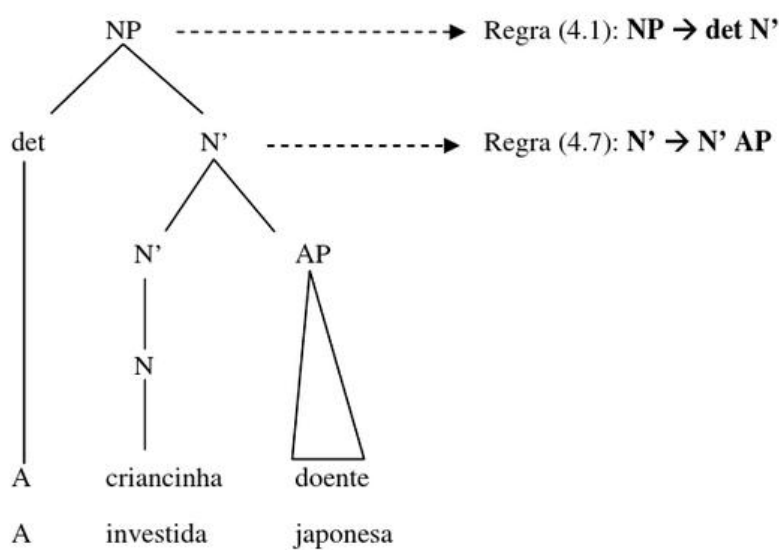 NP Regra (4.1): NP → det N’
det N’ Regra (4.7): N’ → N’ AP
N’ AP
N
A criancinha doente
A investida japonesa